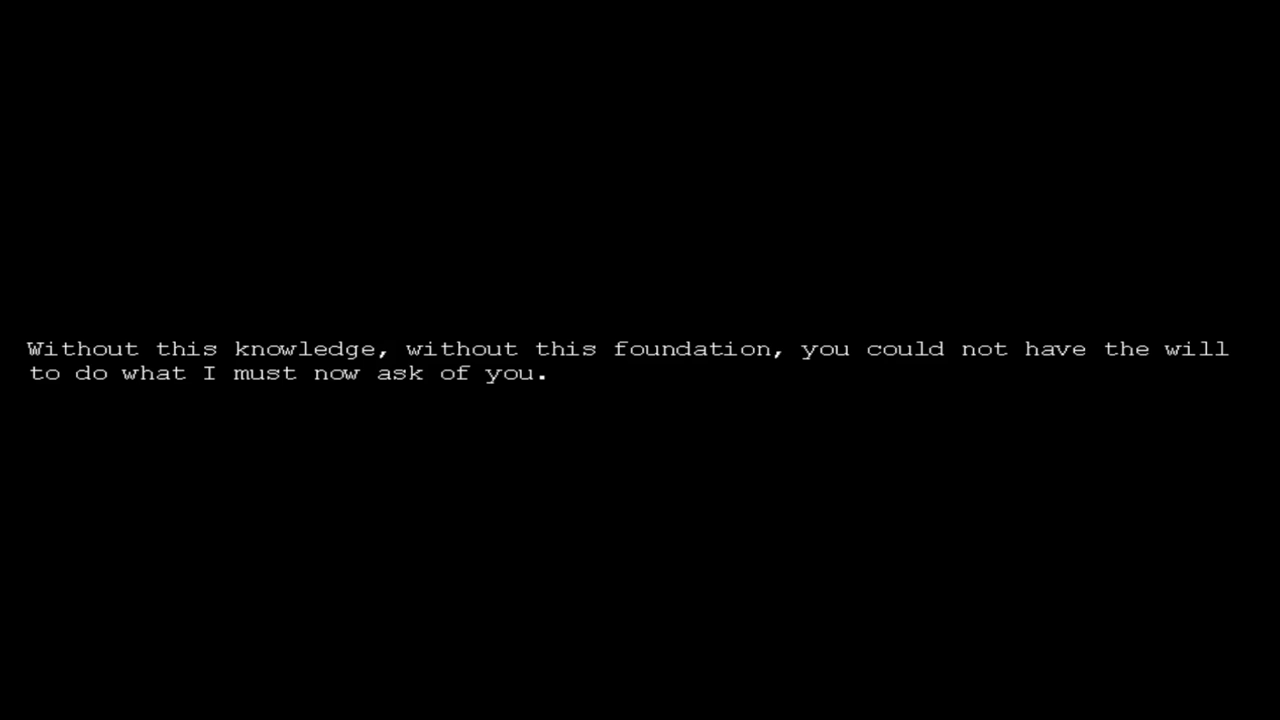 Without this knowledge, without this foundation, you could not have the will
to do what I must now ask of you.